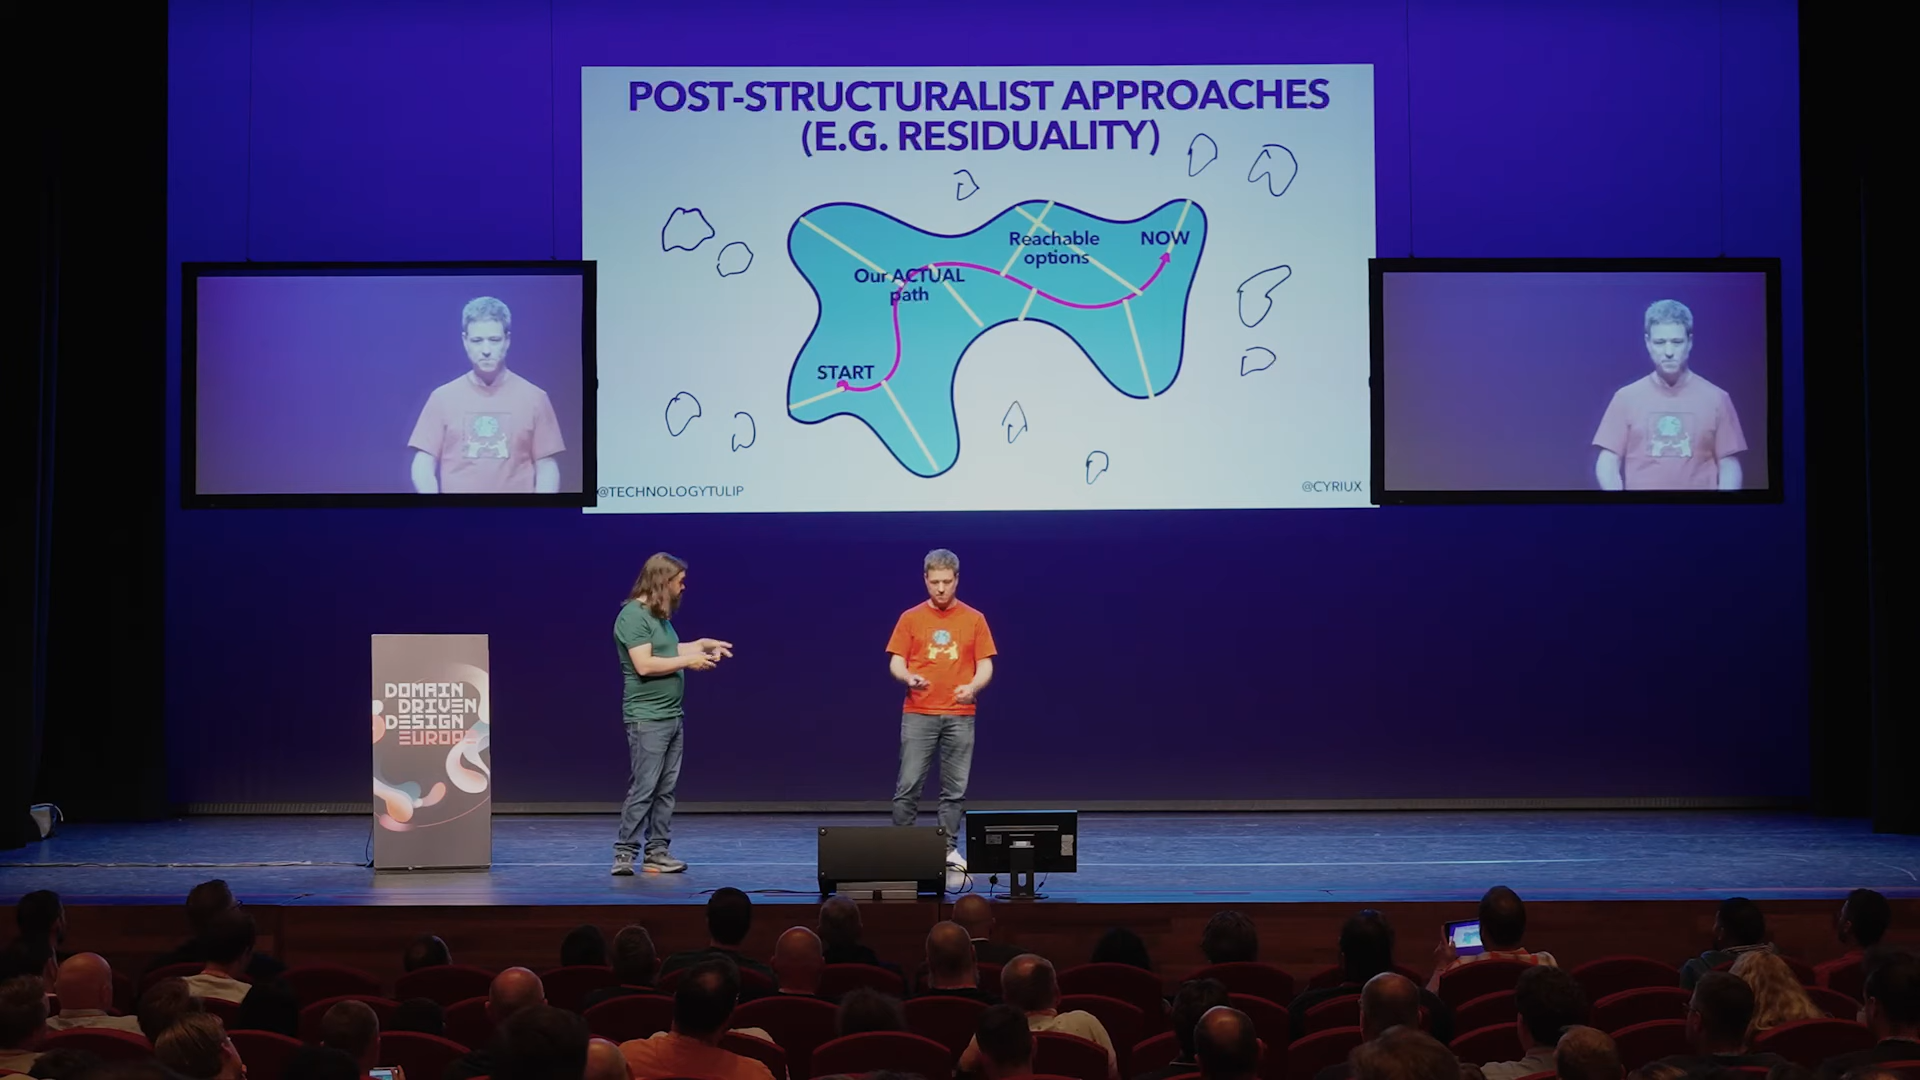 POST-STRUCTURALIST APPROACHES
(E.G. RESIDUALITY)
Reachable
options
NOW
Our ACTUAL
path
START
@TECHNOLOGYTULIP
@CYRIUX
DOMAIN
DRIVEN
DESIGN
EUROPE